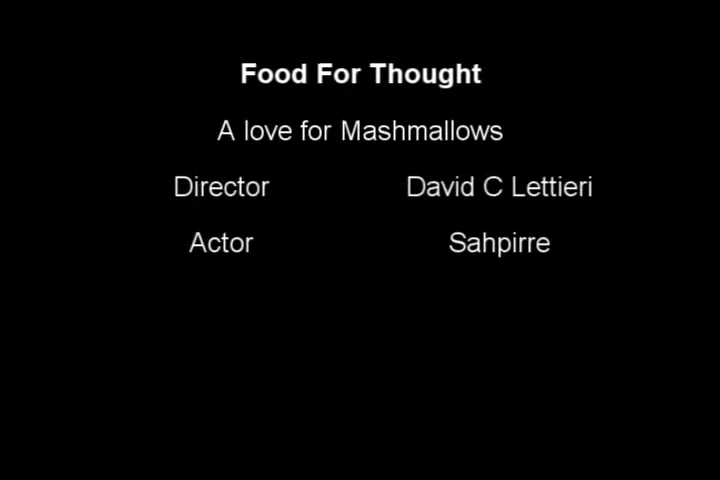 Food For Thought
A love for Mashmallows
Director David C Lettieri
Actor Sahpirre